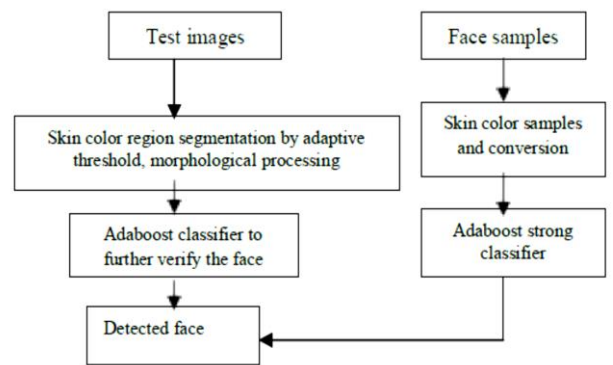 Test images
Face samples
Skin color region segmentation by adaptive
threshold, morphological processing
Skin color samples
and conversion
Adaboost classifier to
further verify the face
Adaboost strong
classifier
Detected face